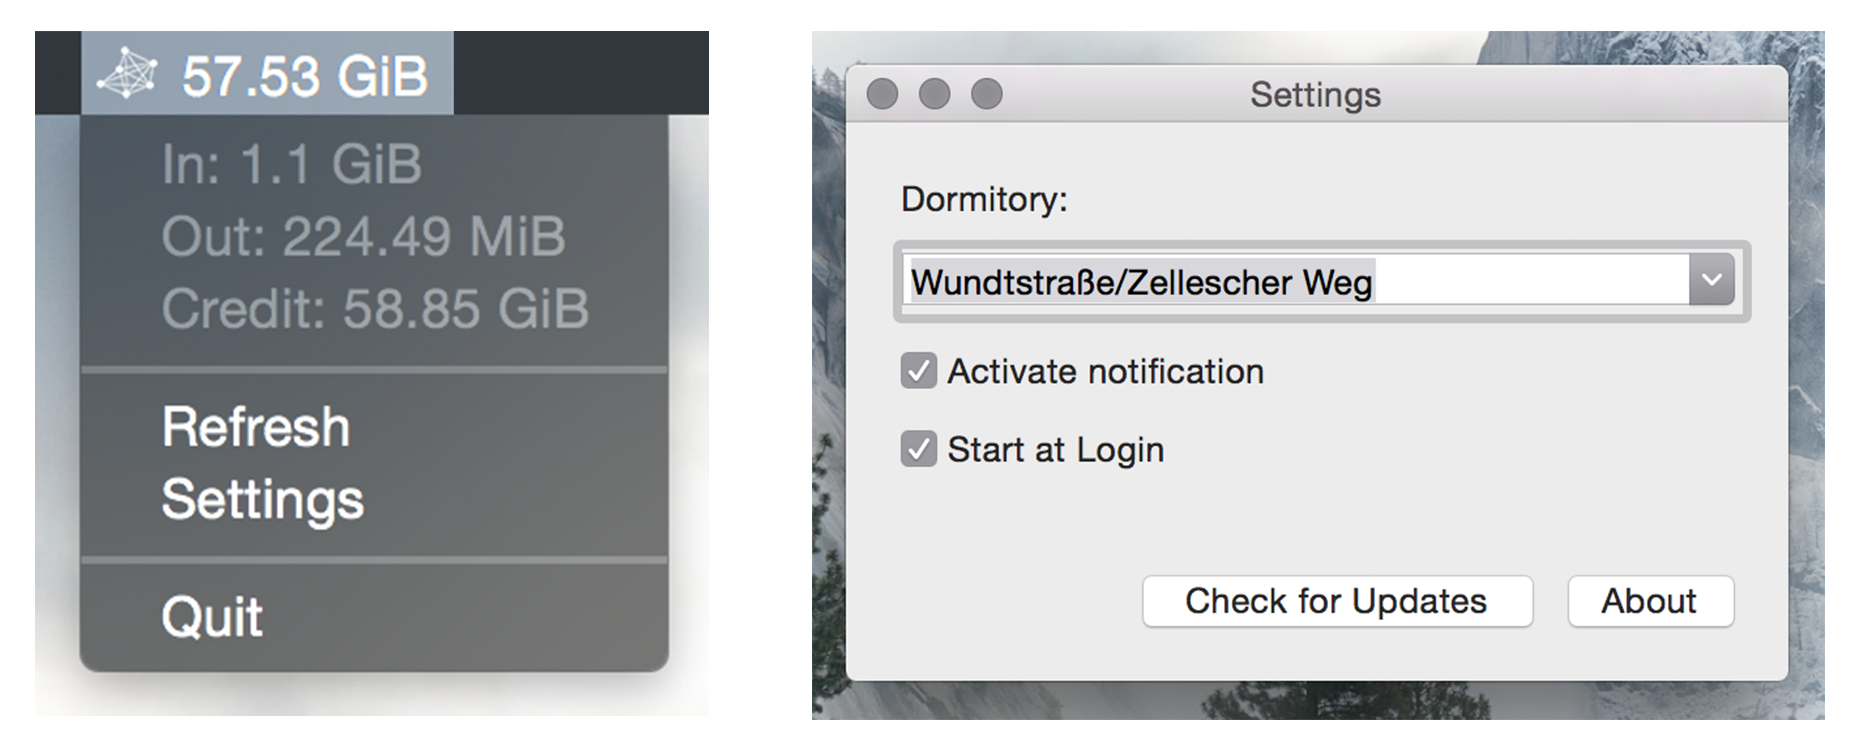 57.53 GiB
In: 1.1 GiB
Out: 224.49 MiB
Credit: 58.85 GiB
Refresh
Settings
Quit
Settings
Dormitory:
Wundtstraße/Zellescher Weg
Activate notification
Start at Login
Check for Updates
About